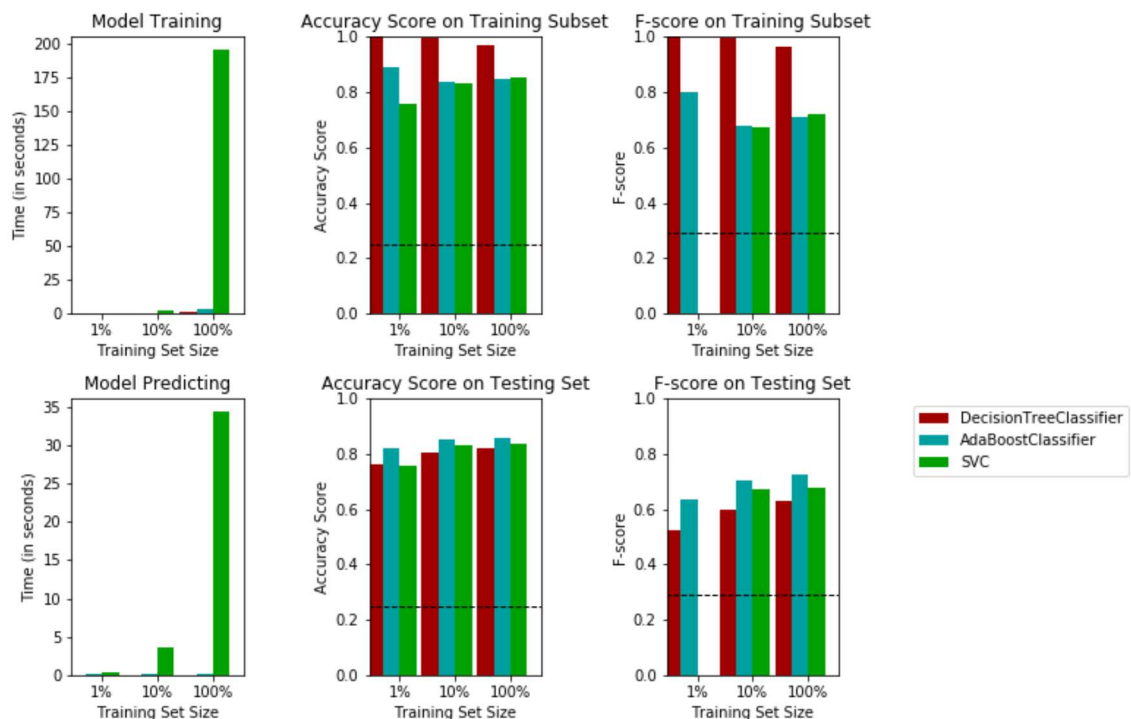 Model Training
Accuracy Score on Training Subset
F-score on Training Subset
Time (in seconds)
200
175
150
125
100
75
50
25
0
1% 10% 100%
Training Set Size
Accuracy Score
1.0
0.8
0.6
0.4
0.2
0.0
1% 10% 100%
Training Set Size
F-score
1.0
0.8
0.6
0.4
0.2
0.0
1% 10% 100%
Training Set Size
Model Predicting
Accuracy Score on Testing Set
F-score on Testing Set
Time (in seconds)
35
30
25
20
15
10
5
0
1% 10% 100%
Training Set Size
Accuracy Score
1.0
0.8
0.6
0.4
0.2
0.0
1% 10% 100%
Training Set Size
F-score
1.0
0.8
0.6
0.4
0.2
0.0
1% 10% 100%
Training Set Size
DecisionTreeClassifier
AdaBoostClassifier
SVC